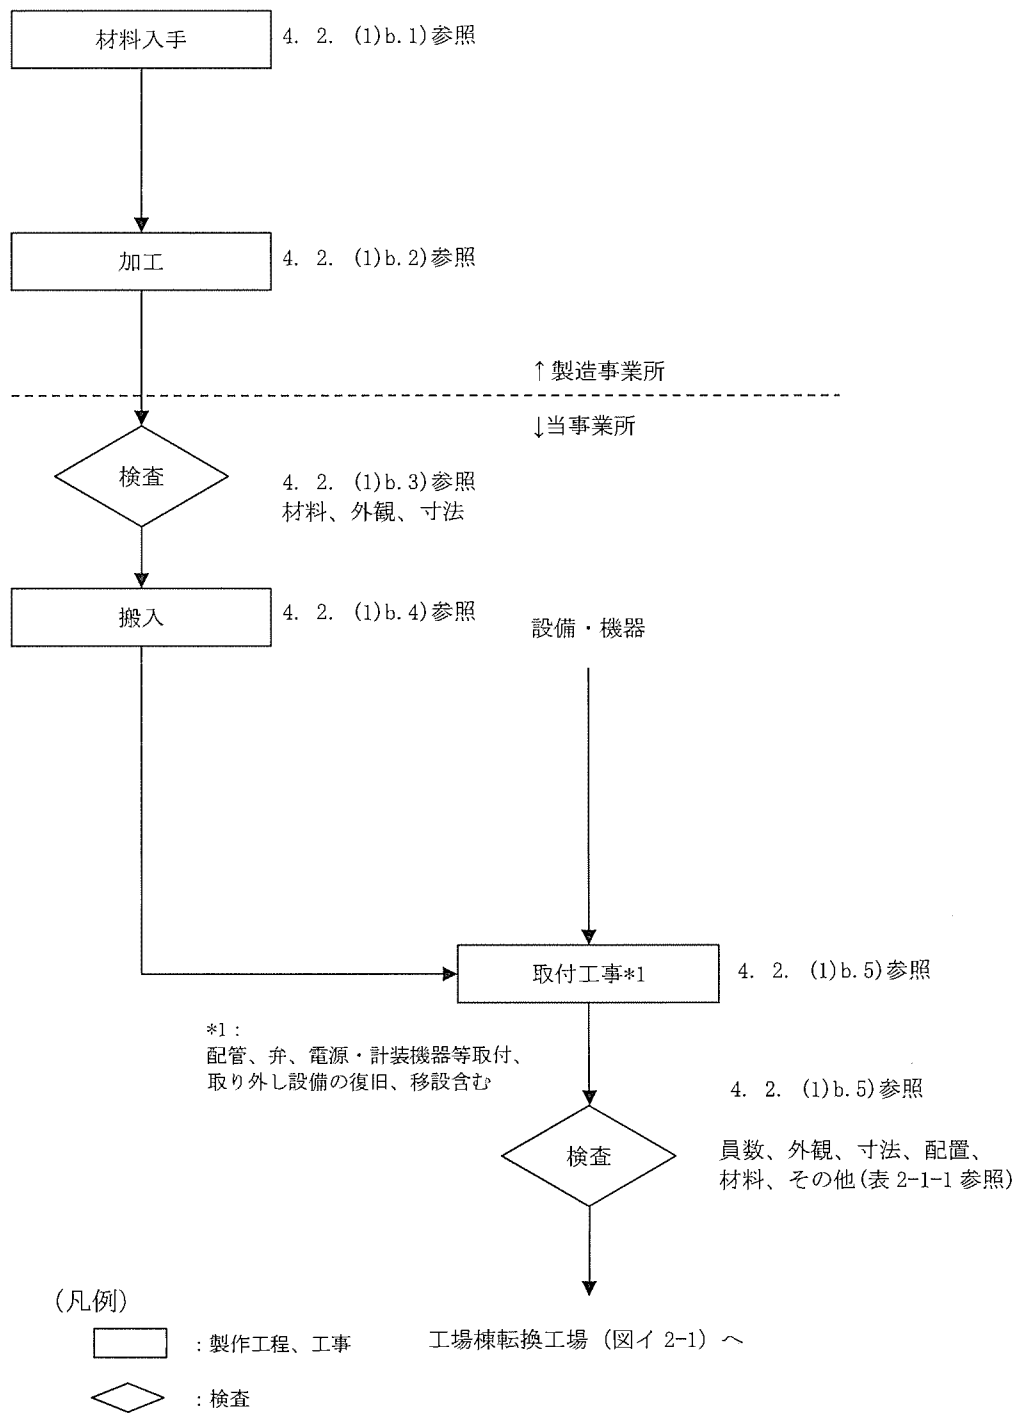 材料入手
4. 2. (1)b.1)参照
加工
4. 2. (1)b.2)参照
↑製造事業所
↓当事業所
検査
4. 2. (1)b.3)参照
材料、外観、寸法
搬入
4. 2. (1)b.4)参照
設備・機器
取付工事*1
4. 2. (1)b.5)参照
*1：
配管、弁、電源・計装機器等取付、
取り外し設備の復旧、移設含む
4. 2. (1)b.5)参照
検査
員数、外観、寸法、配置、
材料、その他(表 2-1-1 参照)
(凡例)
：製作工程、工事
工場棟転換工場（図イ 2-1）へ
：検査